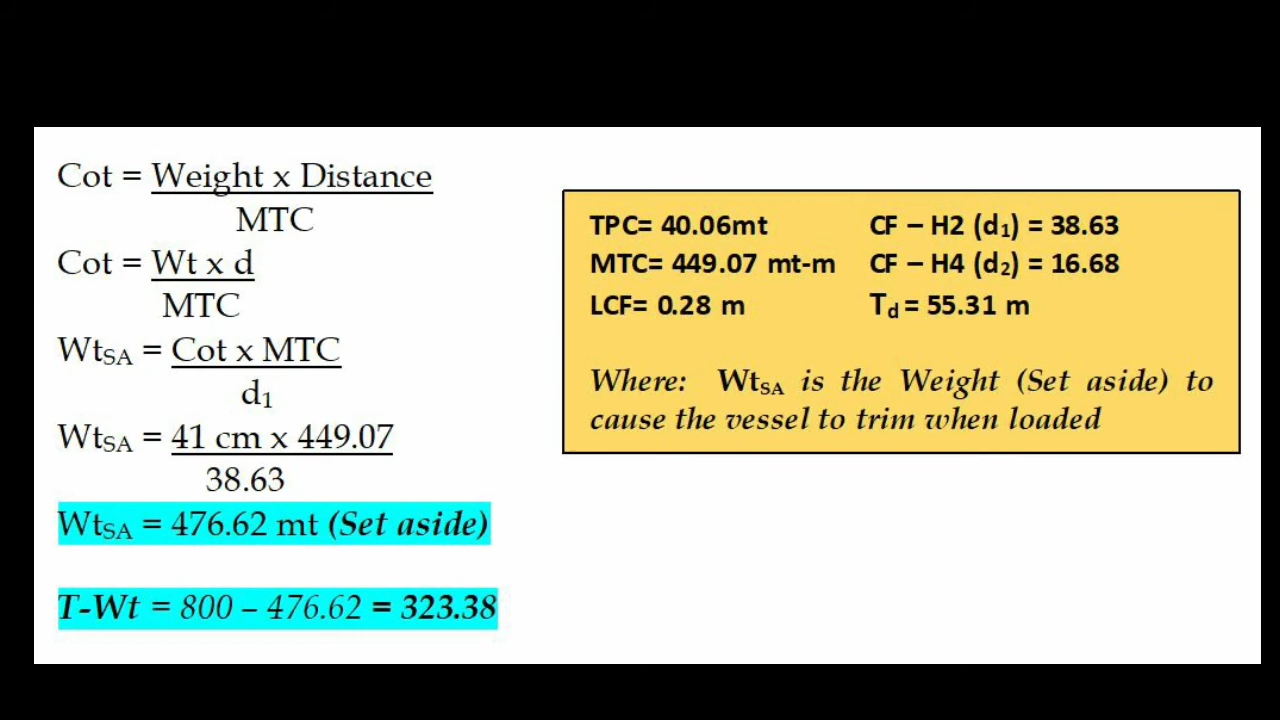 Cot = Weight x Distance
MTC
Cot = Wt x d
MTC
WtSA = Cot x MTC
d1
WtSA = 41 cm x 449.07
38.63
WtSA = 476.62 mt (Set aside)
T-Wt = 800 – 476.62 = 323.38
TPC= 40.06mt CF – H2 (d1) = 38.63
MTC= 449.07 mt-m CF – H4 (d2) = 16.68
LCF= 0.28 m Td = 55.31 m
Where: WtSA is the Weight (Set aside) to
cause the vessel to trim when loaded